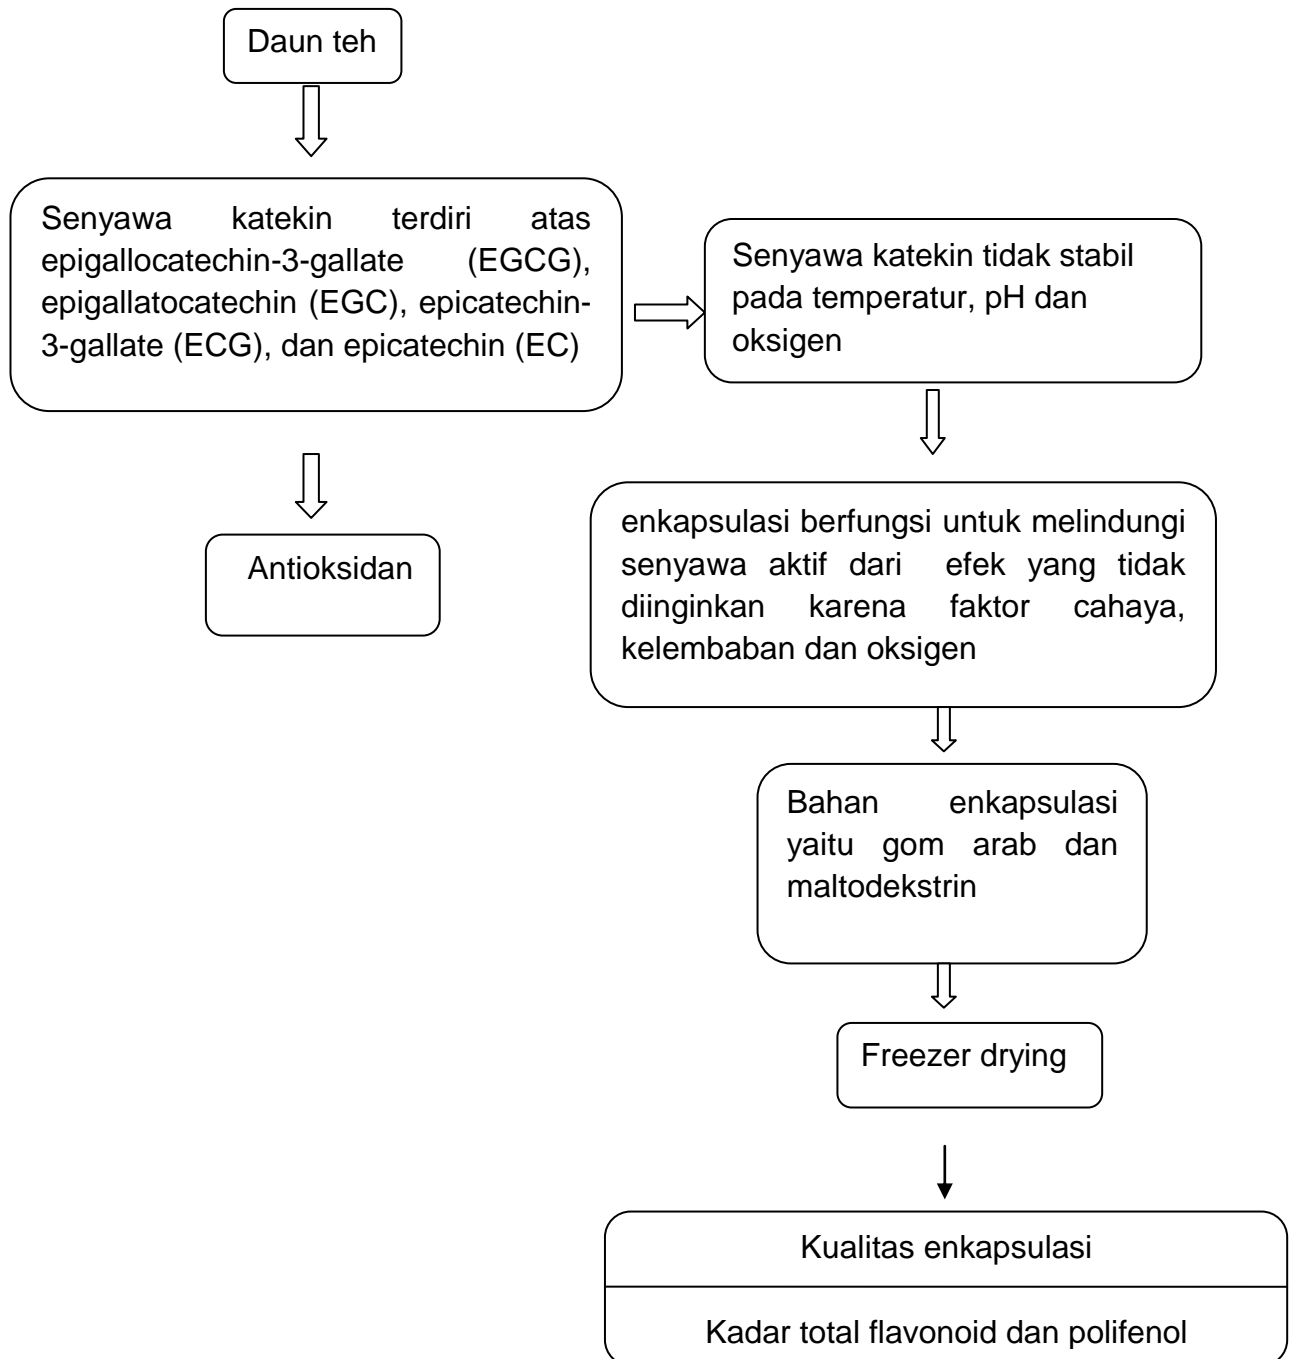 Daun teh
Senyawa katekin terdiri atas
epigallocatechin-3-gallate (EGCG),
epigallatocatechin (EGC), epicatechin-
3-gallate (ECG), dan epicatechin (EC)
Senyawa katekin tidak stabil
pada temperatur, pH dan
oksigen
Antioksidan
enkapsulasi berfungsi untuk melindungi
senyawa aktif dari efek yang tidak
diinginkan karena faktor cahaya,
kelembaban dan oksigen
Bahan enkapsulasi
yaitu gom arab dan
maltodekstrin
Freezer drying
Kualitas enkapsulasi
Kadar total flavonoid dan polifenol